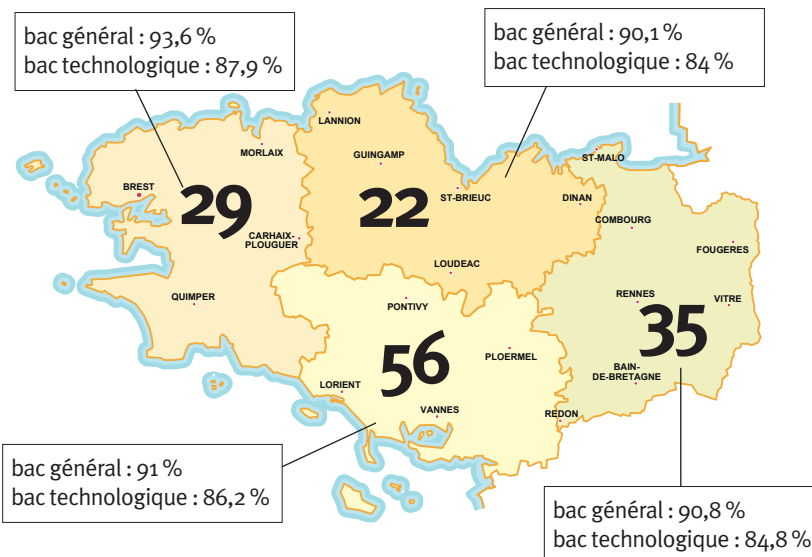 bac général : 93,6 %
bac technologique : 87,9 %
bac général : 90,1 %
bac technologique : 84 %
LANNION
MORLAIX
GUINGAMP
ST-MALO
BREST
29
22
ST-BRIEUC
DINAN
COMBOURG
CARHAIX-
PLOUGUER
FOUGERES
LOUDEAC
QUIMPER
PONTIVY
RENNES
VITRE
35
56
PLOERMEL
BAIN-
DE-BRETAGNE
LORIENT
VANNES
REDON
bac général : 91 %
bac technologique : 86,2 %
bac général : 90,8 %
bac technologique : 84,8 %